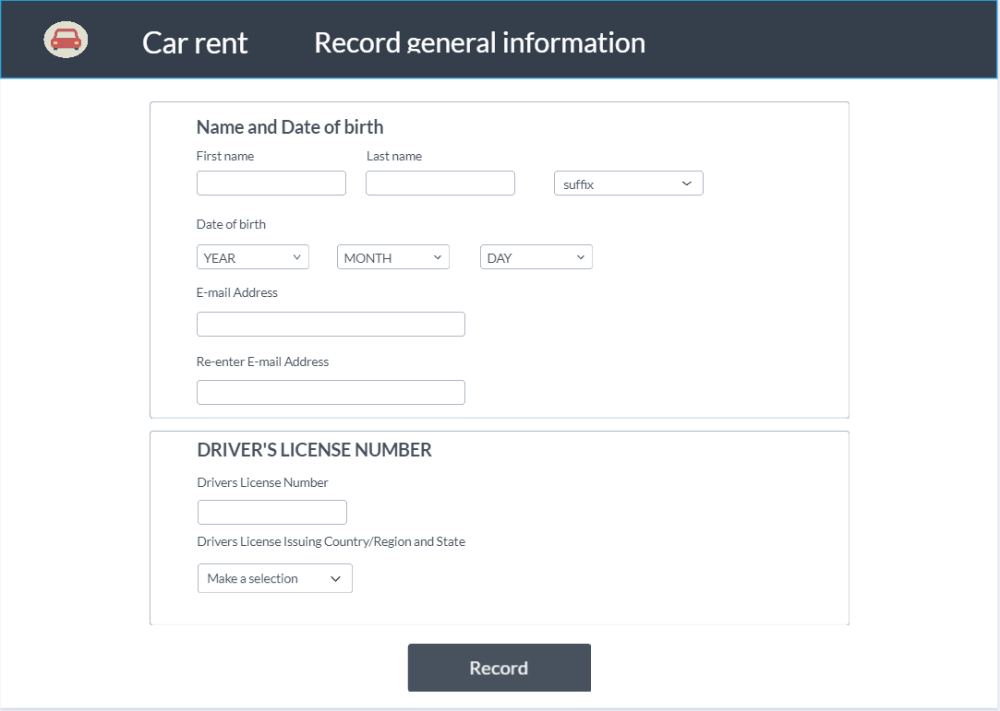 Car rent
Record general information
Name and Date of birth
First name
Last name
suffix
Date of birth
YEAR
MONTH
DAY
E-mail Address
Re-enter E-mail Address
DRIVER'S LICENSE NUMBER
Drivers License Number
Drivers License Issuing Country/Region and State
Make a selection
Record